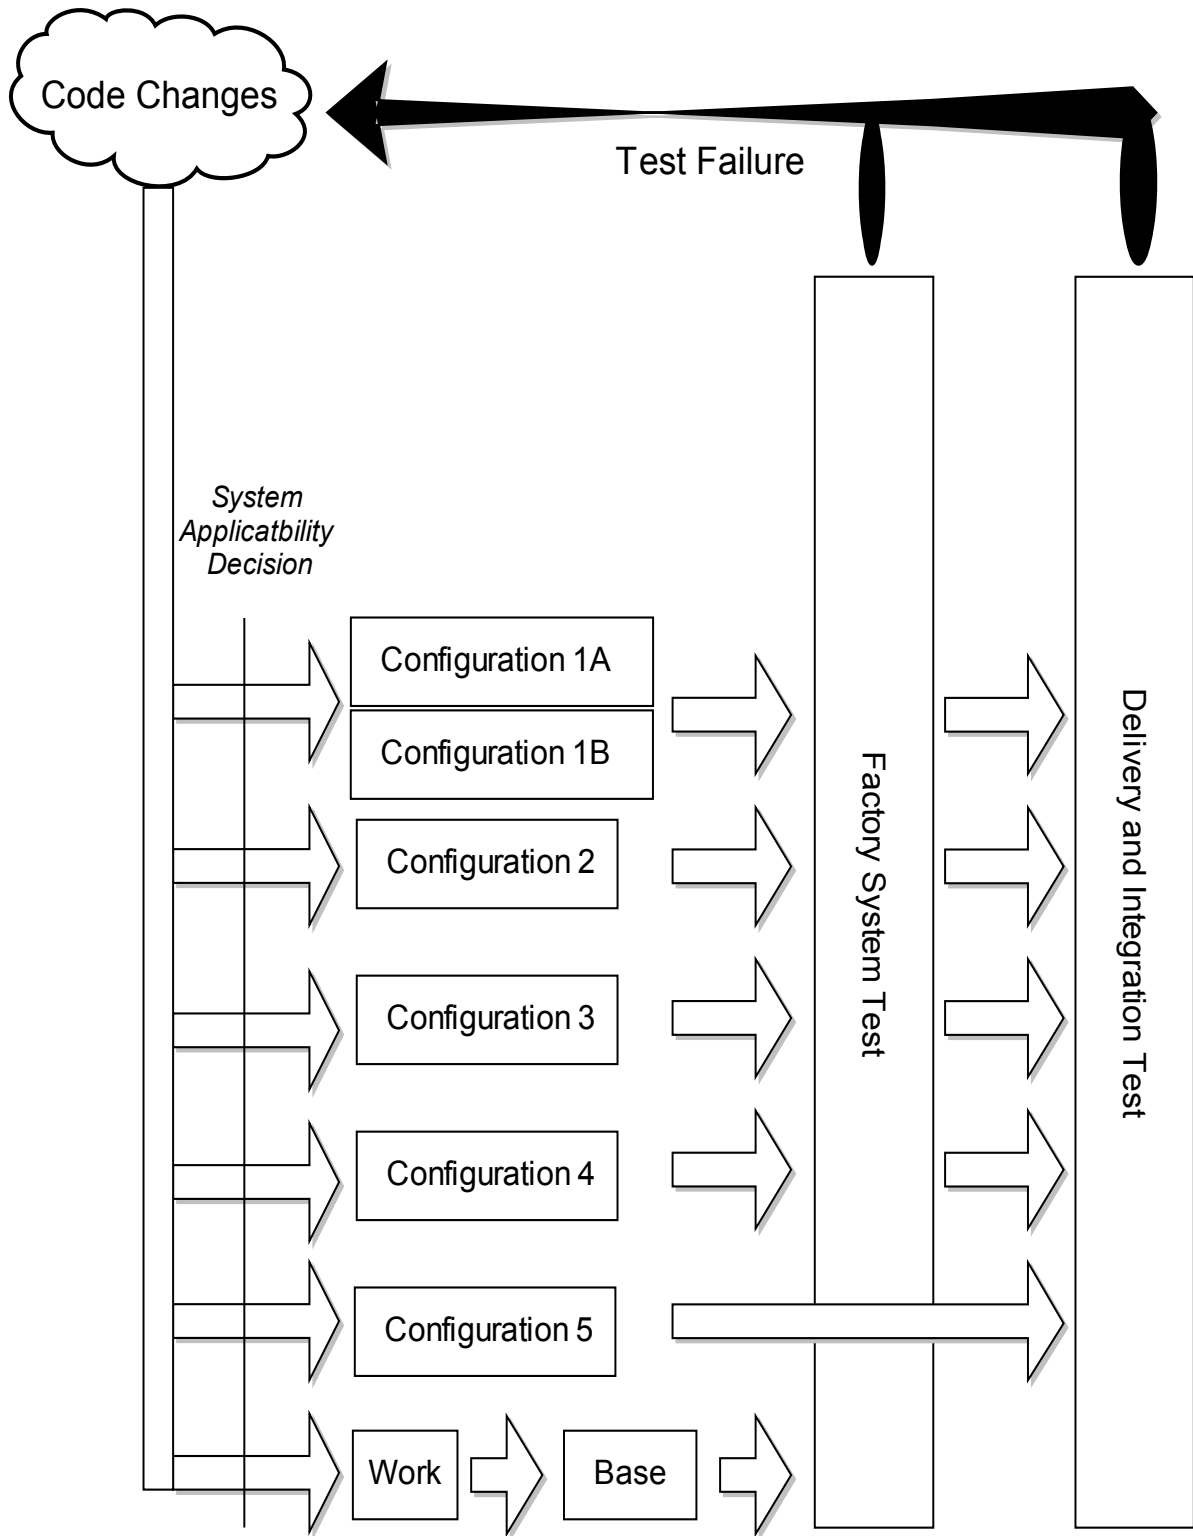 Code Changes
Test Failure
System
Applicatbility
Decision
Configuration 1A
Configuration 1B
Configuration 2
Configuration 3
Configuration 4
Configuration 5
Work
Base
Factory System Test
Delivery and Integration Test